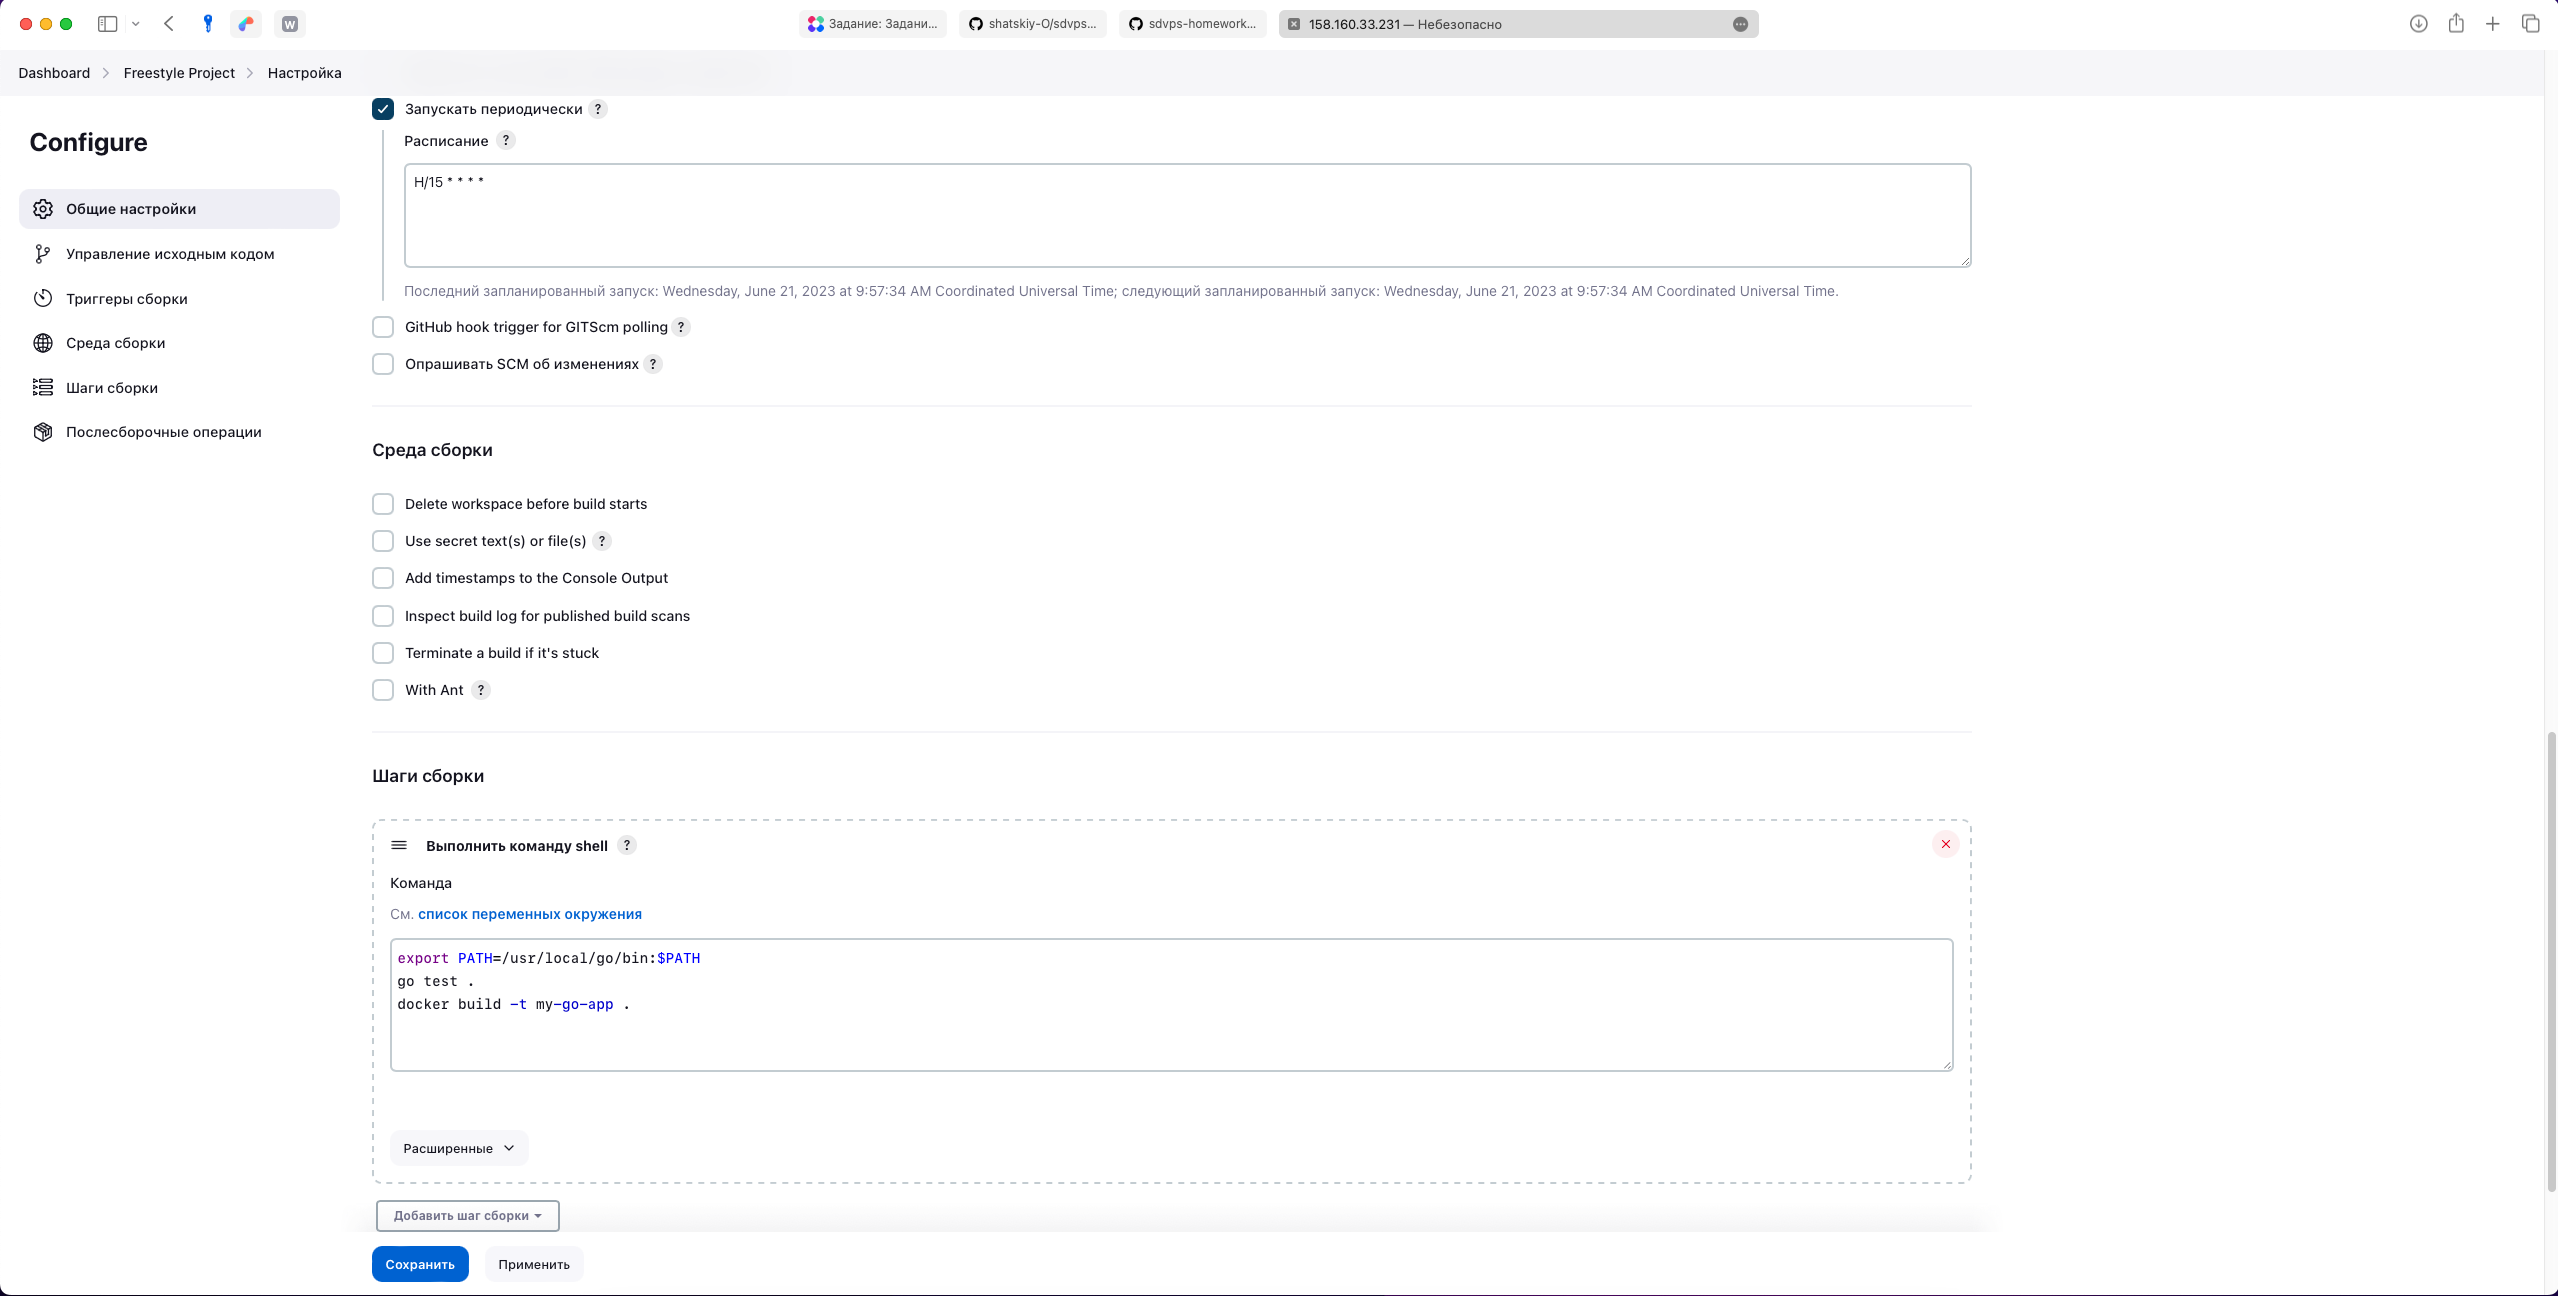 Задание: Задани...
shatskiy-O/sdvps...
sdvps-homework...
158.160.33.231 — Небезопасно
Dashboard
Freestyle Project
Настройка
Configure
Общие настройки
Управление исходным кодом
Триггеры сборки
Среда сборки
Шаги сборки
Послесборочные операции
Запускать периодически ?
Расписание ?
H/15 * * * *
Последний запланированный запуск: Wednesday, June 21, 2023 at 9:57:34 AM Coordinated Universal Time; следующий запланированный запуск: Wednesday, June 21, 2023 at 9:57:34 AM Coordinated Universal Time.
GitHub hook trigger for GITScm polling ?
Опрашивать SCM об изменениях ?
Среда сборки
Delete workspace before build starts
Use secret text(s) or file(s) ?
Add timestamps to the Console Output
Inspect build log for published build scans
Terminate a build if it's stuck
With Ant ?
Шаги сборки
Выполнить команду shell ?
Команда
См. список переменных окружения
export PATH=/usr/local/go/bin:$PATH
go test .
docker build -t my-go-app .
Расширенные
Добавить шаг сборки
Сохранить
Применить